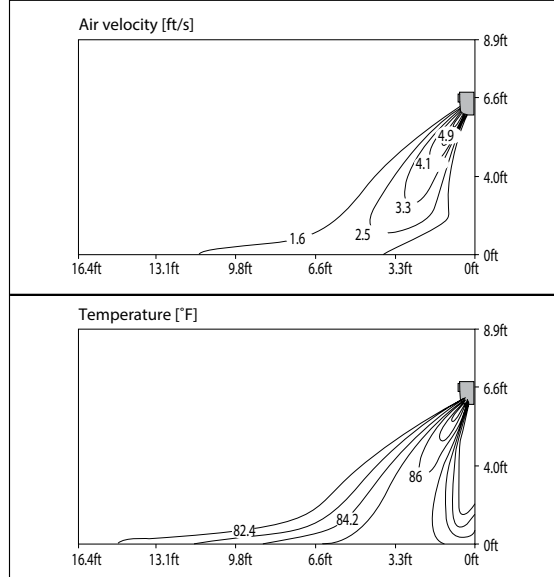 Air velocity [ft/s]
8.9ft
6.6ft
4.9
4.1
4.0ft
3.3
2.5
1.6
0ft
16.4ft 13.1ft 9.8ft 6.6ft 3.3ft 0ft
Temperature [˚F]
8.9ft
6.6ft
4.0ft
86
84.2
82.4
0ft
16.4ft 13.1ft 9.8ft 6.6ft 3.3ft 0ft